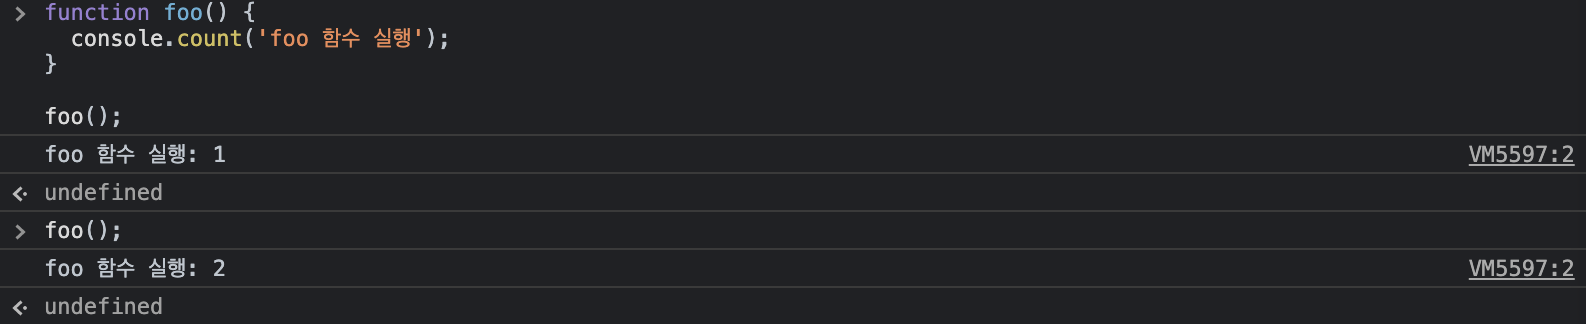 function foo() {
  console.count('foo 함수 실행');
}
foo();
foo 함수 실행: 1 VM5597:2
undefined
foo();
foo 함수 실행: 2 VM5597:2
undefined